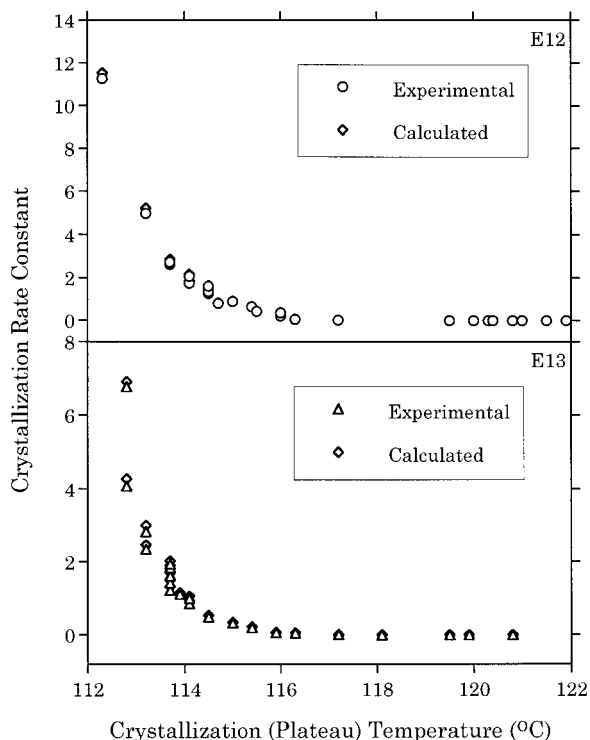 14
E12
12
Experimental
10
Calculated
8
6
4
2
0
8
E13
6
Experimental
Calculated
4
2
0
112
114
116
118
120
122
Crystallization Rate Constant
Crystallization (Plateau) Temperature (ºC)